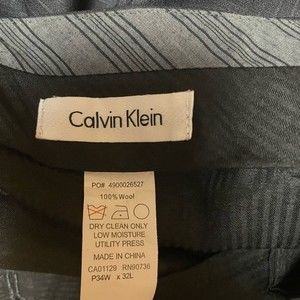 Calvin Klein
PO# 4900026527
100% Wool
DRY CLEAN ONLY
LOW MOISTURE
UTILITY PRESS
MADE IN CHINA
CA01129 RN90736
P34W x 32L